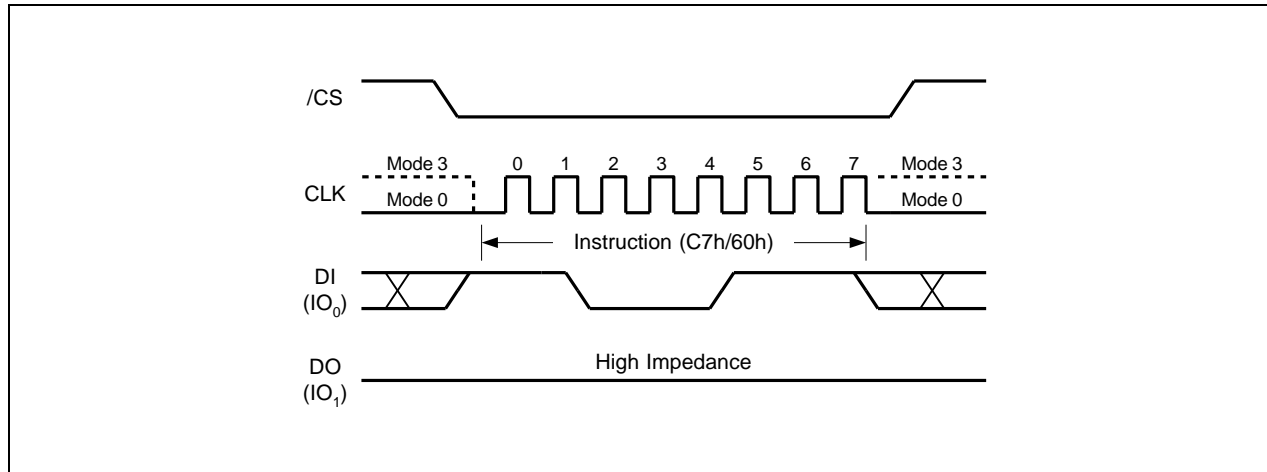 /CS
Mode 3 0 1 2 3 4 5 6 7 Mode 3
CLK
Mode 0 Mode 0
Instruction (C7h/60h)
DI
(IO₀)
High Impedance
DO
(IO₁)